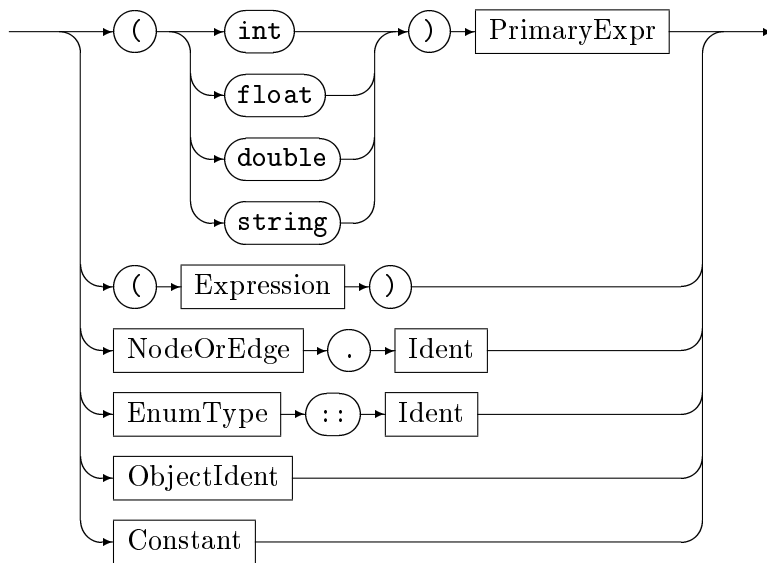 ( int ) PrimaryExpr
float
double
string
( Expression )
NodeOrEdge . Ident
EnumType :: Ident
ObjectIdent
Constant